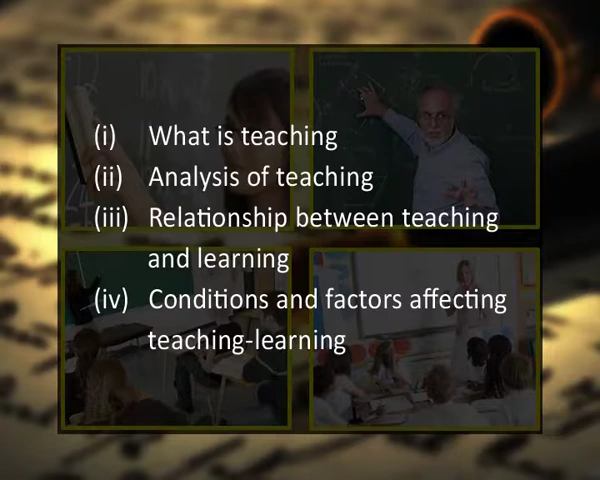 (i) What is teaching
(ii) Analysis of teaching
(iii) Relationship between teaching
and learning
(iv) Conditions and factors affecting
teaching-learning